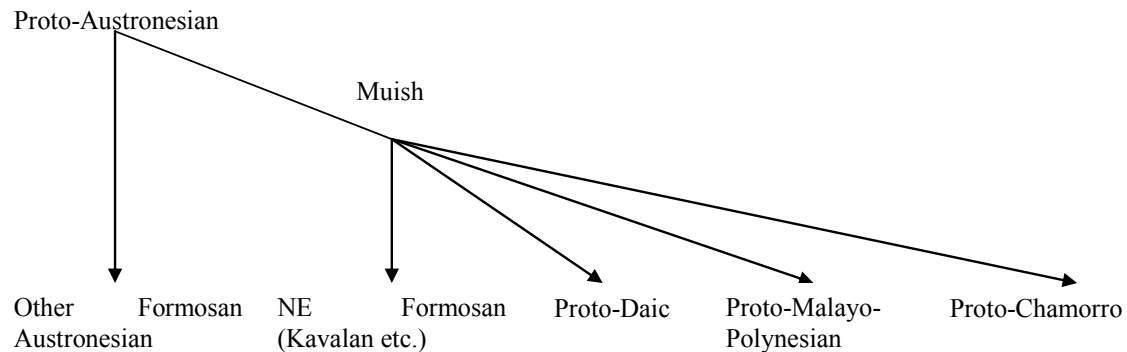 Proto-Austronesian
Muish
Other Formosan
Austronesian
NE Formosan
(Kavalan etc.)
Proto-Daic
Proto-Malayo-
Polynesian
Proto-Chamorro